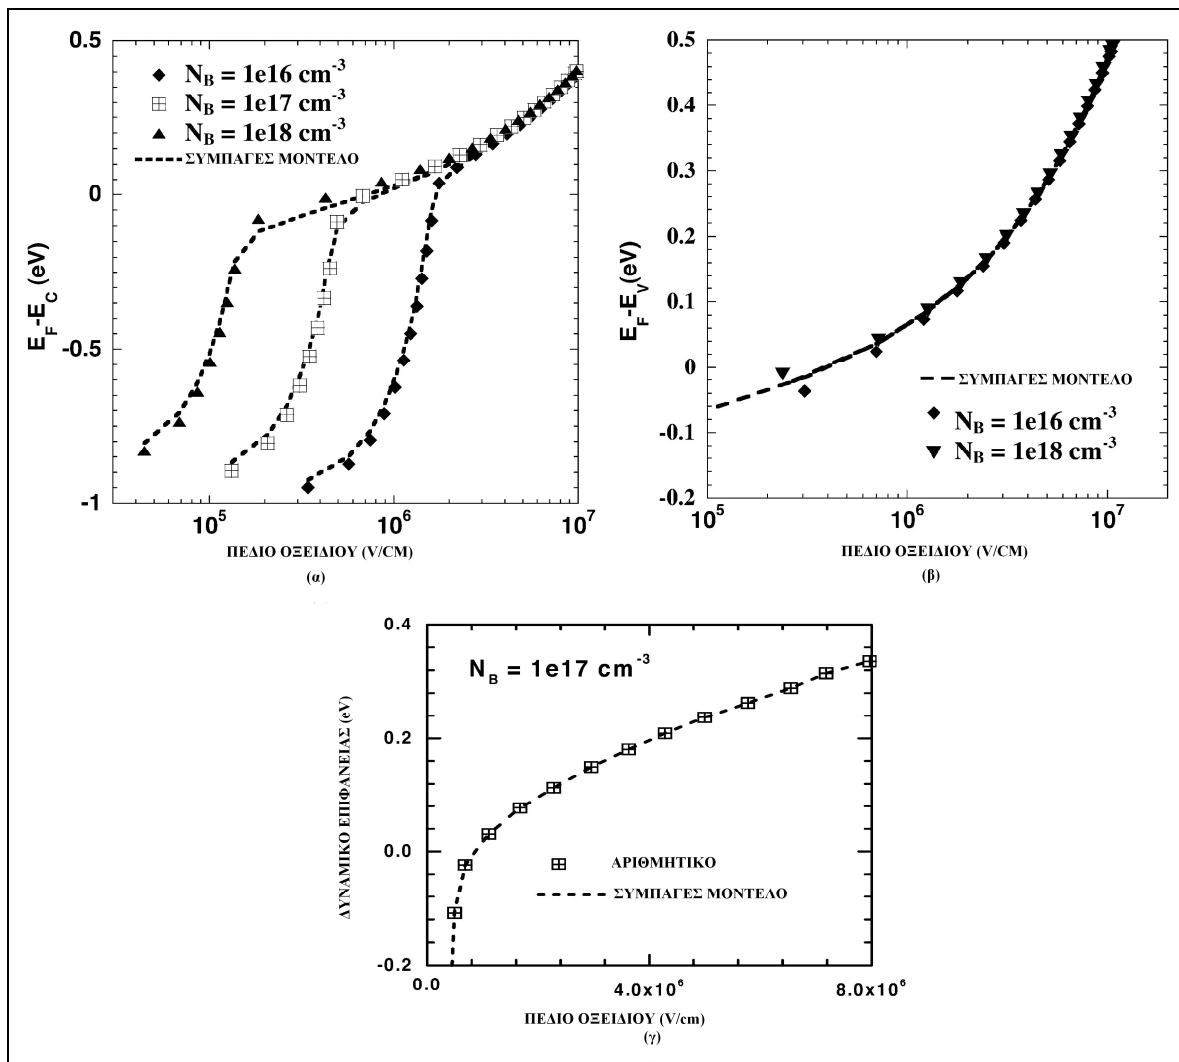 0.5
N_B = 1e16 cm^-3
N_B = 1e17 cm^-3
N_B = 1e18 cm^-3
ΣΥΜΠΑΓΕΣ ΜΟΝΤΕΛΟ
0
-0.5
-1
E_F-E_C (eV)
10^5
10^6
10^7
ΠΕΔΙΟ ΟΞΕΙΔΙΟΥ (V/CM)
(α)
0.5
0.4
0.3
0.2
0.1
0
-0.1
-0.2
E_F-E_V (eV)
ΣΥΜΠΑΓΕΣ ΜΟΝΤΕΛΟ
N_B = 1e16 cm^-3
N_B = 1e18 cm^-3
10^5
10^6
10^7
ΠΕΔΙΟ ΟΞΕΙΔΙΟΥ (V/CM)
(β)
0.4
0.2
0.0
-0.2
ΔΥΝΑΜΙΚΟ ΕΠΙΦΑΝΕΙΑΣ (eV)
N_B = 1e17 cm^-3
ΑΡΙΘΜΗΤΙΚΟ
ΣΥΜΠΑΓΕΣ ΜΟΝΤΕΛΟ
0.0
4.0x10^6
8.0x10^6
ΠΕΔΙΟ ΟΞΕΙΔΙΟΥ (V/cm)
(γ)